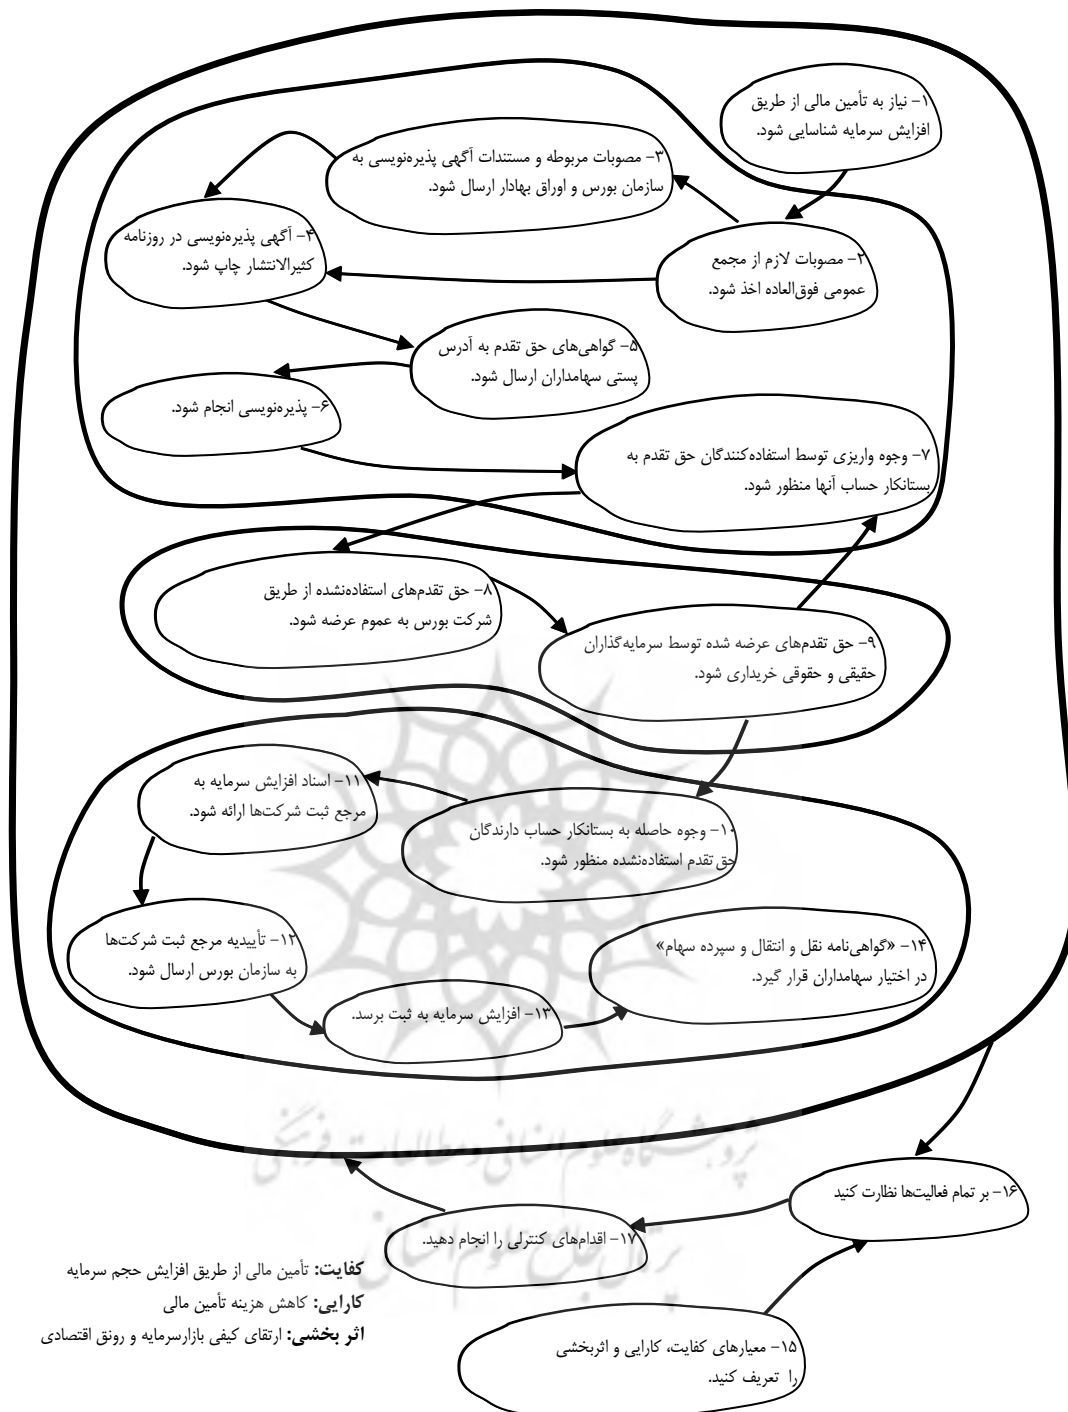 ۱- نیاز به تأمین مالی از طریق
افزایش سرمایه شناسایی شود.
۲- مصوبات لازم از مجمع
عمومی فوق‌العاده اخذ شود.
۳- مصوبات مربوطه و مستندات آگهی پذیره‌نویسی به
سازمان بورس و اوراق بهادار ارسال شود.
۴- آگهی پذیره‌نویسی در روزنامه
کثیرالانتشار چاپ شود.
۵- گواهی‌های حق تقدم به آدرس
پستی سهامداران ارسال شود.
۶- پذیره‌نویسی انجام شود.
۷- وجوه واریزی توسط استفاده‌کنندگان حق تقدم به
بستانکار حساب آنها منظور شود.
۸- حق تقدم‌های استفاده‌نشده از طریق
شرکت بورس به عموم عرضه شود.
۹- حق تقدم‌های عرضه شده توسط سرمایه‌گذاران
حقیقی و حقوقی خریداری شود.
۱۰- وجوه حاصله به بستانکار حساب دارندگان
حق تقدم استفاده‌نشده منظور شود.
۱۱- اسناد افزایش سرمایه به
مرجع ثبت شرکت‌ها ارائه شود.
۱۲- تأییدیه مرجع ثبت شرکت‌ها
به سازمان بورس ارسال شود.
۱۳- افزایش سرمایه به ثبت برسد.
۱۴- «گواهی‌نامه نقل و انتقال و سپرده سهام»
در اختیار سهامداران قرار گیرد.
پژوهشگاه علوم انسانی و مطالعات فرهنگی
پرتال جامع علوم انسانی
۱۶- بر تمام فعالیت‌ها نظارت کنید
۱۷- اقدام‌های کنترلی را انجام دهید.
۱۵- معیارهای کفایت، کارایی و اثربخشی
را تعریف کنید.
کفایت: تأمین مالی از طریق افزایش حجم سرمایه
کارایی: کاهش هزینه تأمین مالی
اثر بخشی: ارتقای کیفی بازارسرمایه و رونق اقتصادی